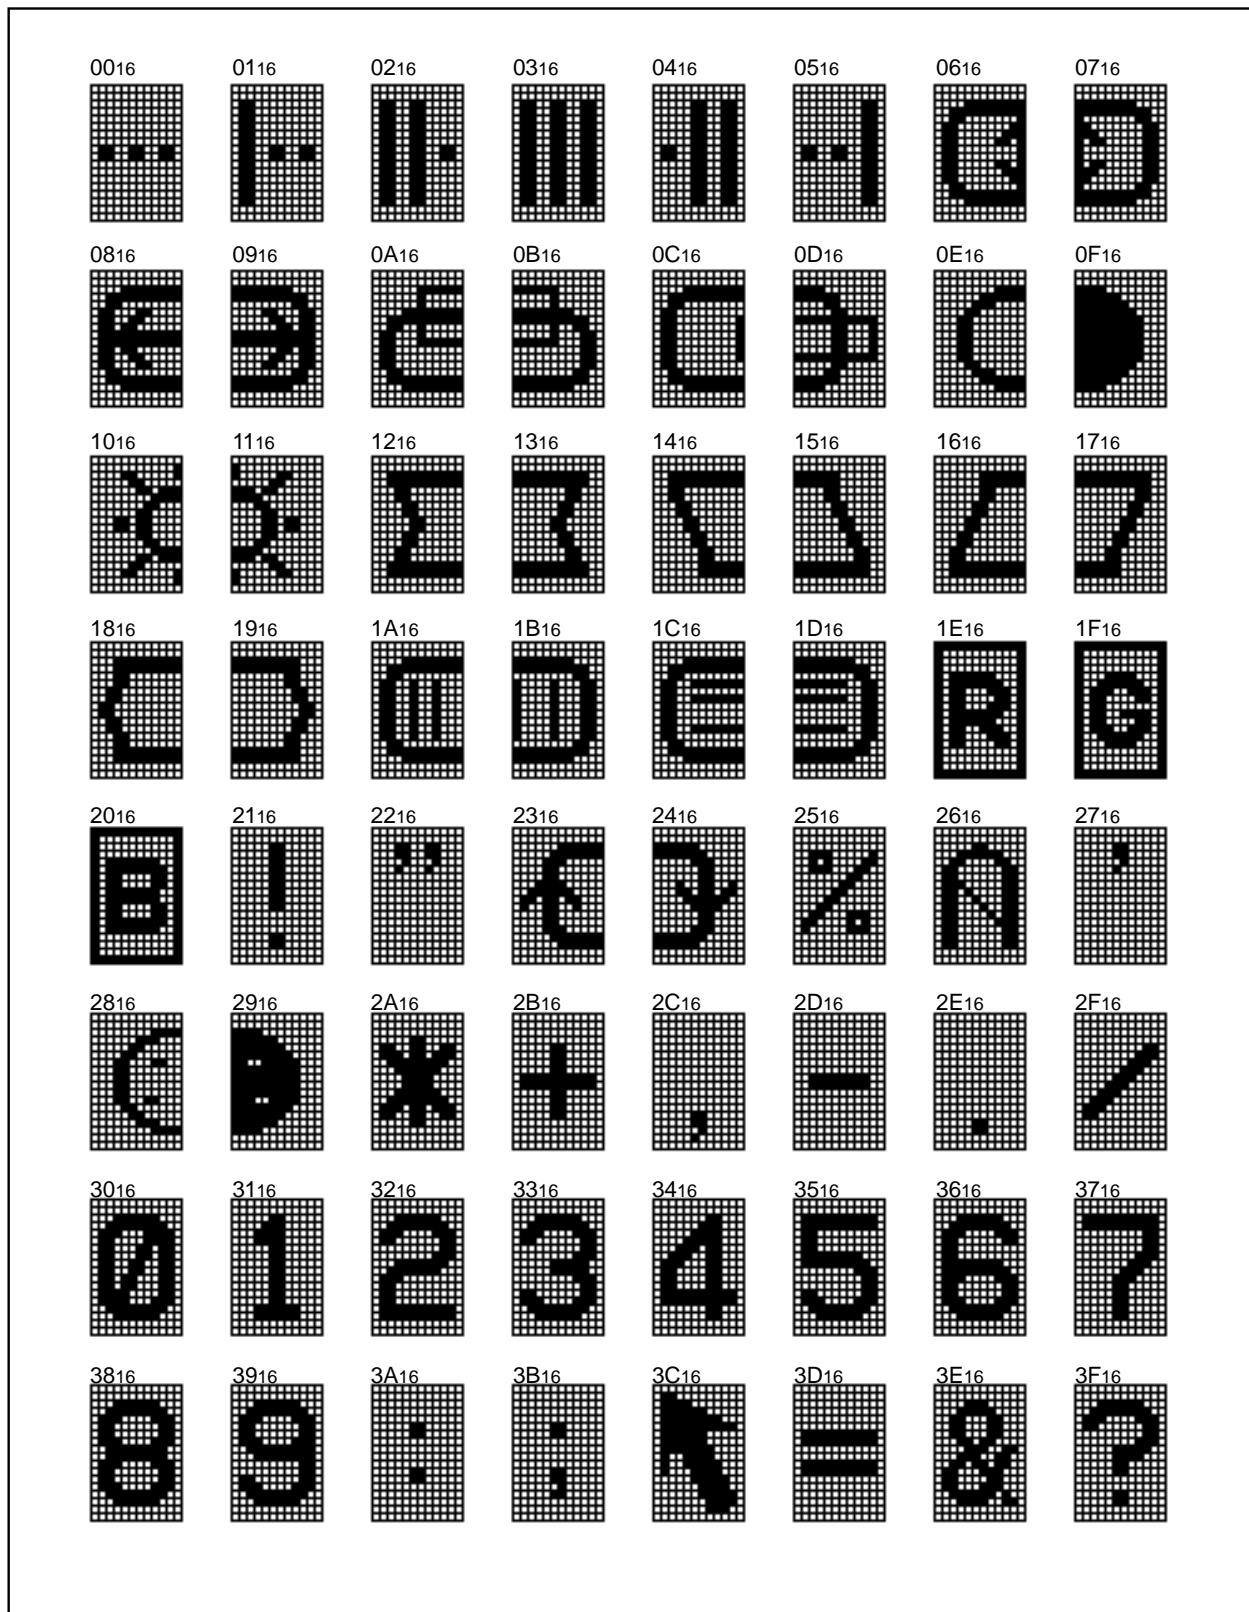 0016 0116 0216 0316 0416 0516 0616 0716
0816 0916 0A16 0B16 0C16 0D16 0E16 0F16
1016 1116 1216 1316 1416 1516 1616 1716
1816 1916 1A16 1B16 1C16 1D16 1E16 1F16
R G
2016 2116 2216 2316 2416 2516 2616 2716
B ! " % '
2816 2916 2A16 2B16 2C16 2D16 2E16 2F16
* + , - . /
3016 3116 3216 3316 3416 3516 3616 3716
0 1 2 3 4 5 6 7
3816 3916 3A16 3B16 3C16 3D16 3E16 3F16
8 9 : ; = & ?